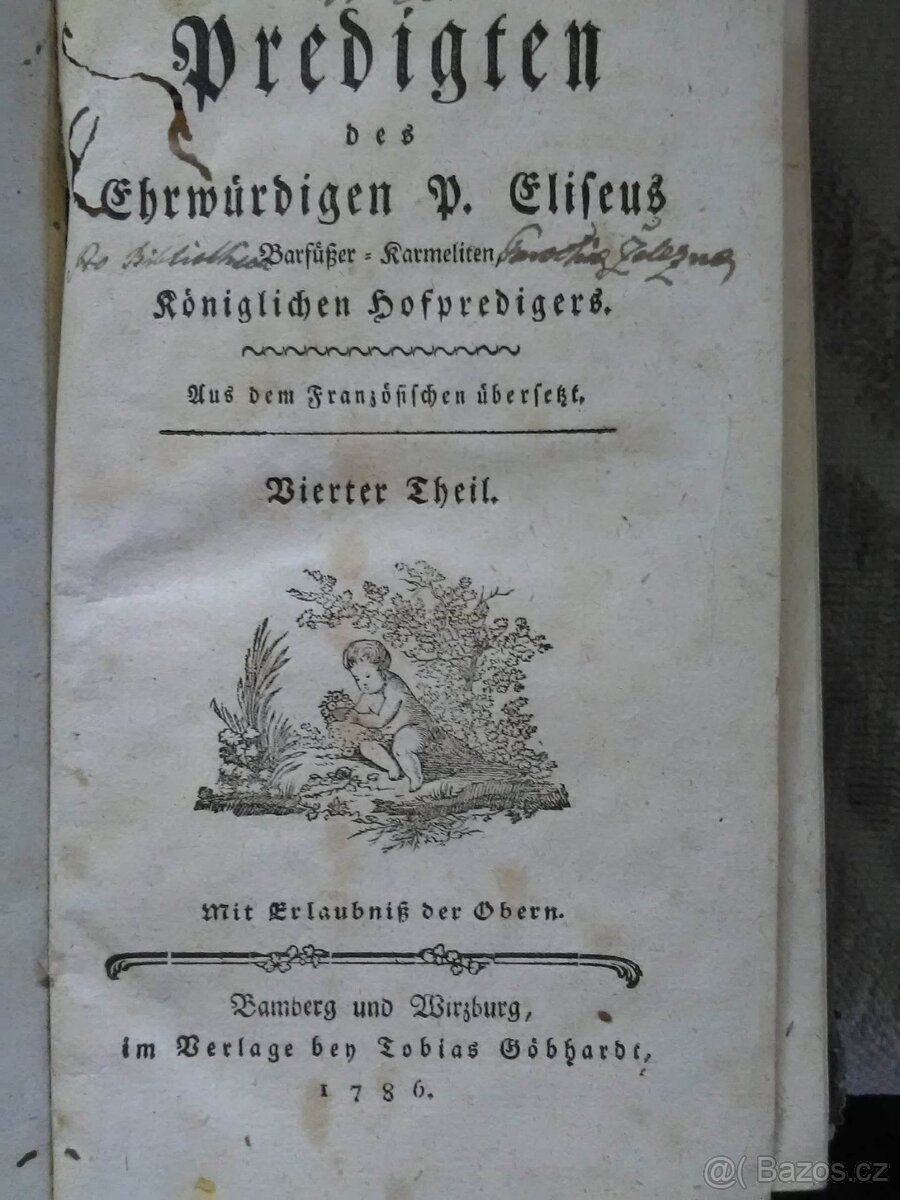 Predigten
des
Ehrwürdigen P. Eliseus
Barfüßer-Karmeliten,
Königlichen Hofpredigers.
Aus dem Französischen übersetzt.
Vierter Theil.
Mit Erlaubniß der Obern.
Bamberg und Wirzburg,
im Verlage bey Tobias Göbhardt,
1786.
@( Bazos.cz